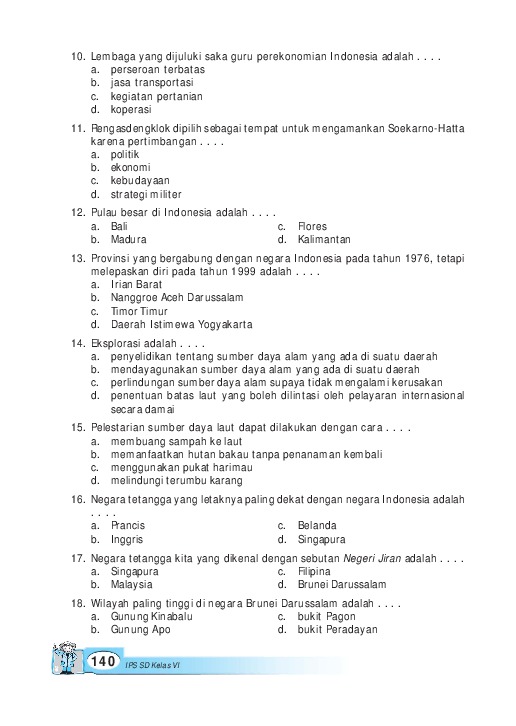 10. Lembaga yang dijuluki saka guru perekonomian Indonesia adalah . . . .
a. perseroan terbatas
b. jasa transportasi
c. kegiatan pertanian
d. koperasi
11. Rengasdengklok dipilih sebagai tempat untuk mengamankan Soekarno-Hatta
karena pertimbangan . . . .
a. politik
b. ekonomi
c. kebudayaan
d. strategi militer
12. Pulau besar di Indonesia adalah . . . .
a. Bali c. Flores
b. Madura d. Kalimantan
13. Provinsi yang bergabung dengan negara Indonesia pada tahun 1976, tetapi
melepaskan diri pada tahun 1999 adalah . . . .
a. Irian Barat
b. Nanggroe Aceh Darussalam
c. Timor Timur
d. Daerah Istimewa Yogyakarta
14. Eksplorasi adalah . . . .
a. penyelidikan tentang sumber daya alam yang ada di suatu daerah
b. mendayagunakan sumber daya alam yang ada di suatu daerah
c. perlindungan sumber daya alam supaya tidak mengalami kerusakan
d. penentuan batas laut yang boleh dilintasi oleh pelayaran internasional
secara damai
15. Pelestarian sumber daya laut dapat dilakukan dengan cara . . . .
a. membuang sampah ke laut
b. memanfaatkan hutan bakau tanpa penanaman kembali
c. menggunakan pukat harimau
d. melindungi terumbu karang
16. Negara tetangga yang letaknya paling dekat dengan negara Indonesia adalah
. . . .
a. Prancis c. Belanda
b. Inggris d. Singapura
17. Negara tetangga kita yang dikenal dengan sebutan Negeri Jiran adalah . . . .
a. Singapura c. Filipina
b. Malaysia d. Brunei Darussalam
18. Wilayah paling tinggi di negara Brunei Darussalam adalah . . . .
a. Gunung Kinabalu c. bukit Pagon
b. Gunung Apo d. bukit Peradayan
140 IPS SD Kelas VI